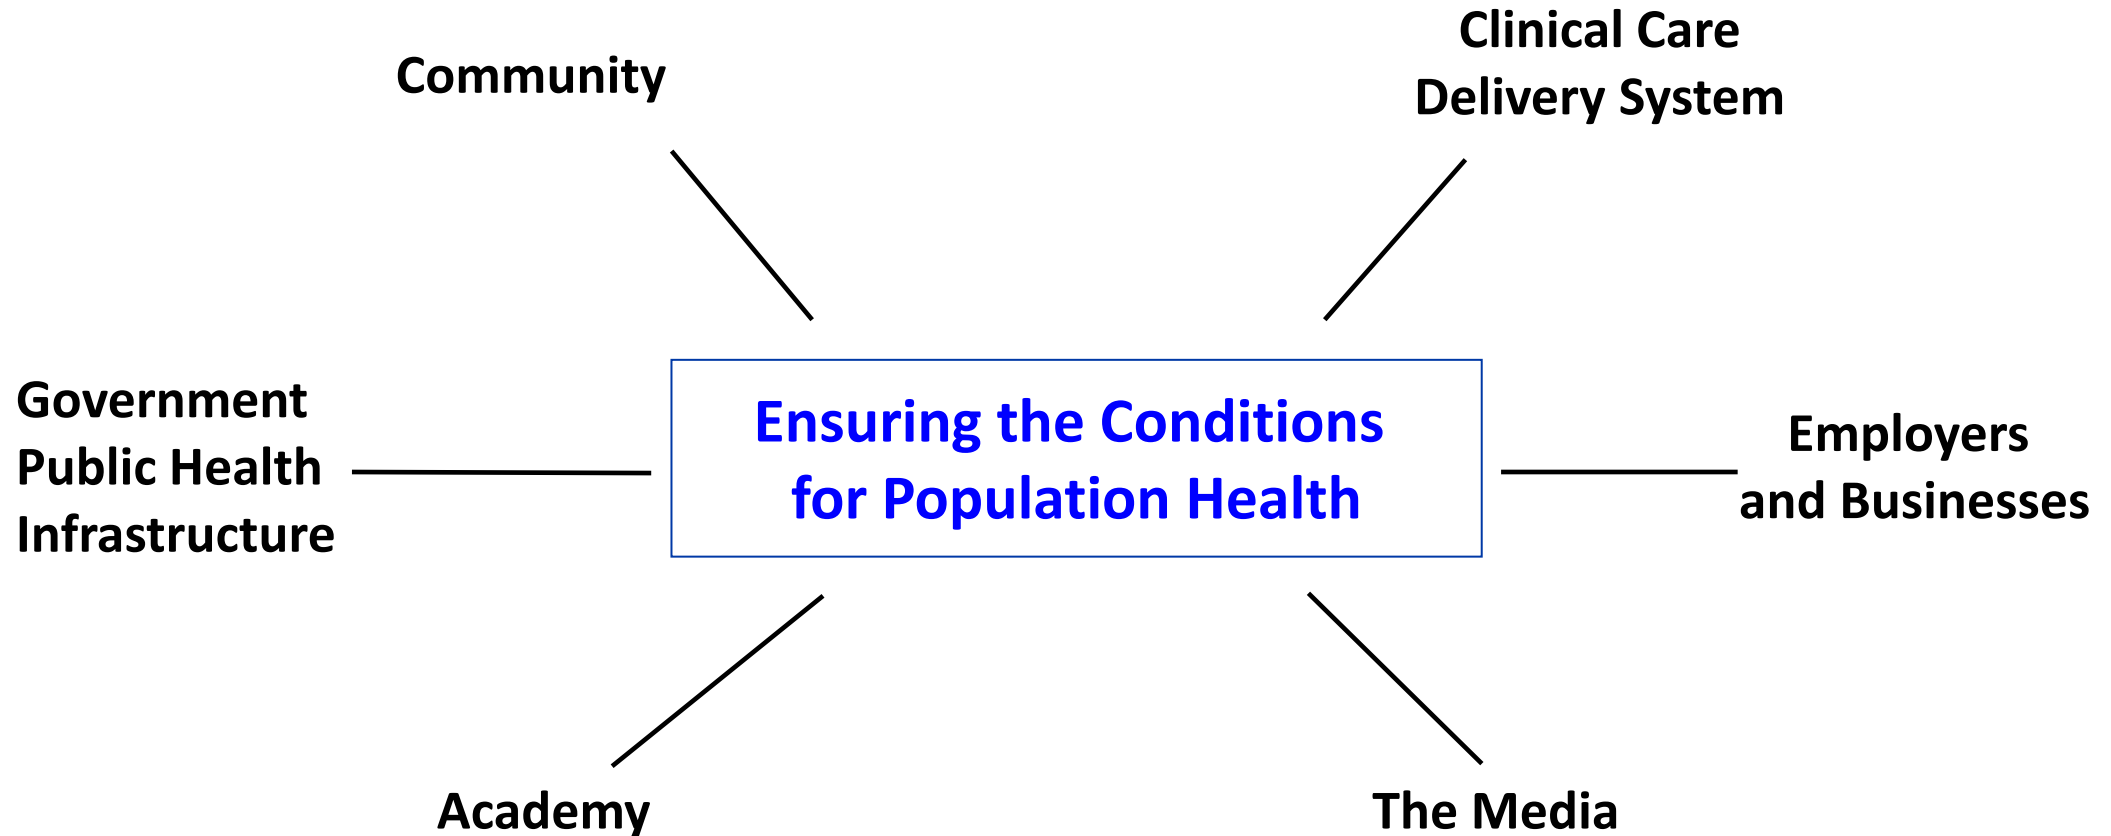 Community
Clinical Care
Delivery System
Government
Public Health
Infrastructure
Ensuring the Conditions
for Population Health
Employers
and Businesses
Academy
The Media